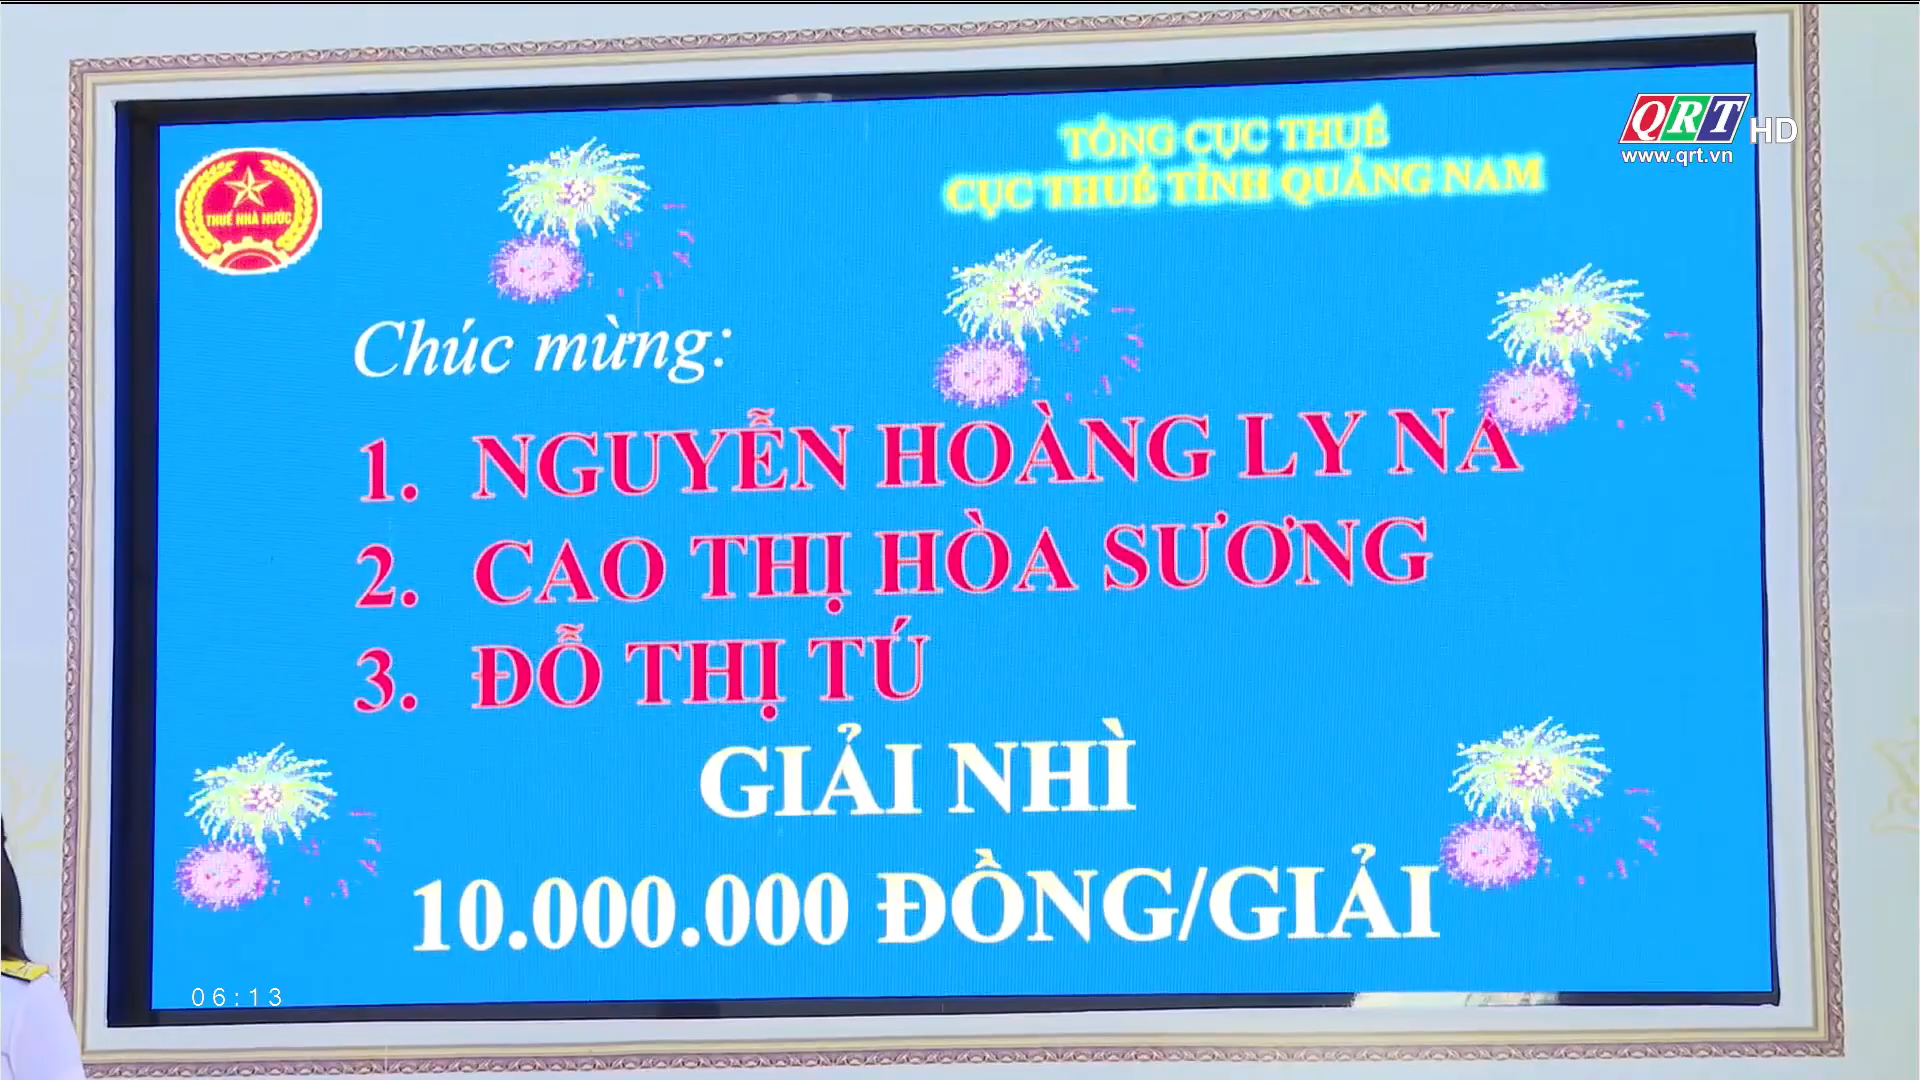 TỔNG CỤC THUẾ
CỤC THUẾ TỈNH QUẢNG NAM
QRT HD
www.qrt.vn
THUẾ NHÀ NƯỚC
Chúc mừng:
1. NGUYỄN HOÀNG LY NA
2. CAO THỊ HÒA SƯƠNG
3. ĐỖ THỊ TÚ
GIẢI NHÌ
10.000.000 ĐỒNG/GIẢI
06:13